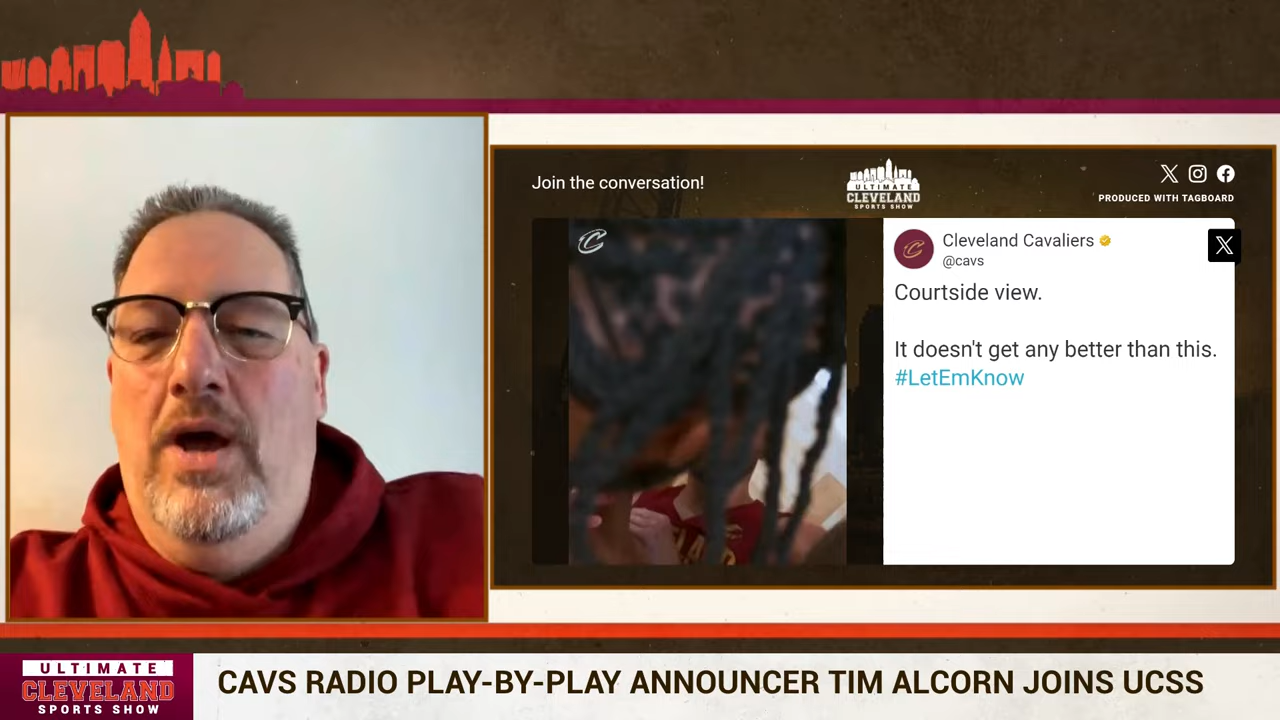 Join the conversation!
ULTIMATE
CLEVELAND
SPORTS SHOW
PRODUCED WITH TAGBOARD
Cleveland Cavaliers
@cavs
Courtside view.
It doesn't get any better than this.
#LetEmKnow
ULTIMATE
CLEVELAND
SPORTS SHOW
CAVS RADIO PLAY-BY-PLAY ANNOUNCER TIM ALCORN JOINS UCSS